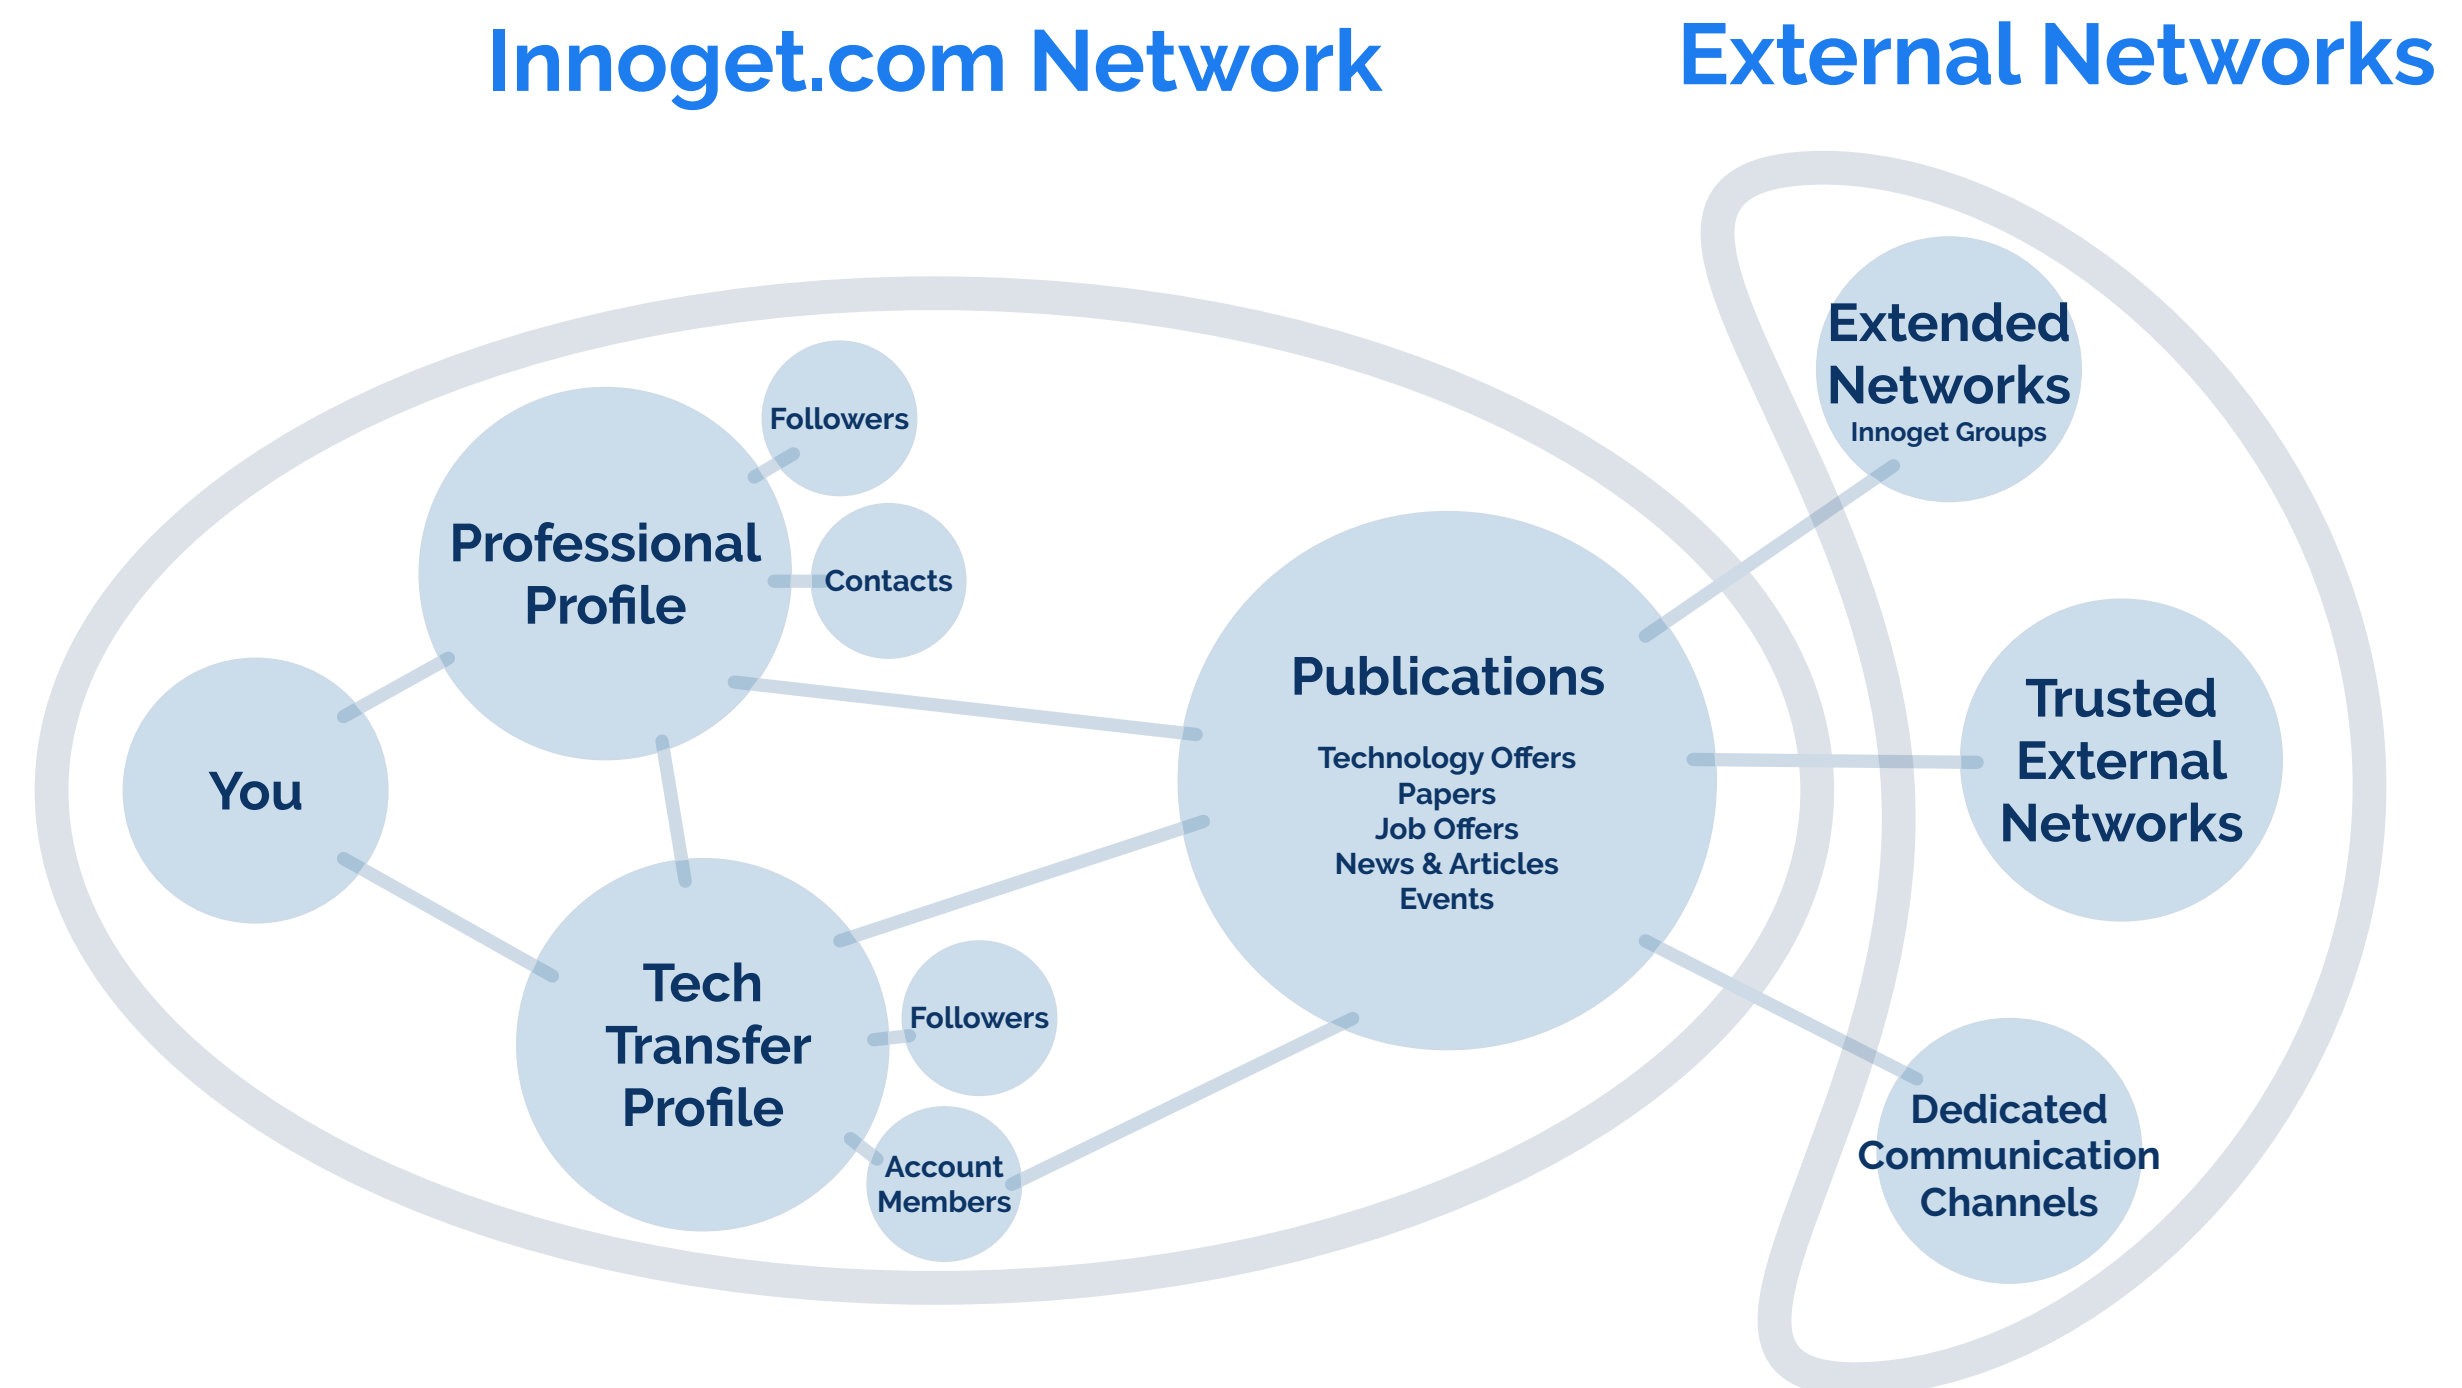 Innoget.com Network
External Networks
Followers
Professional
Profile
Contacts
You
Tech
Transfer
Profile
Followers
Account
Members
Publications
Technology Offers
Papers
Job Offers
News & Articles
Events
Extended
Networks
Innoget Groups
Trusted
External
Networks
Dedicated
Communication
Channels